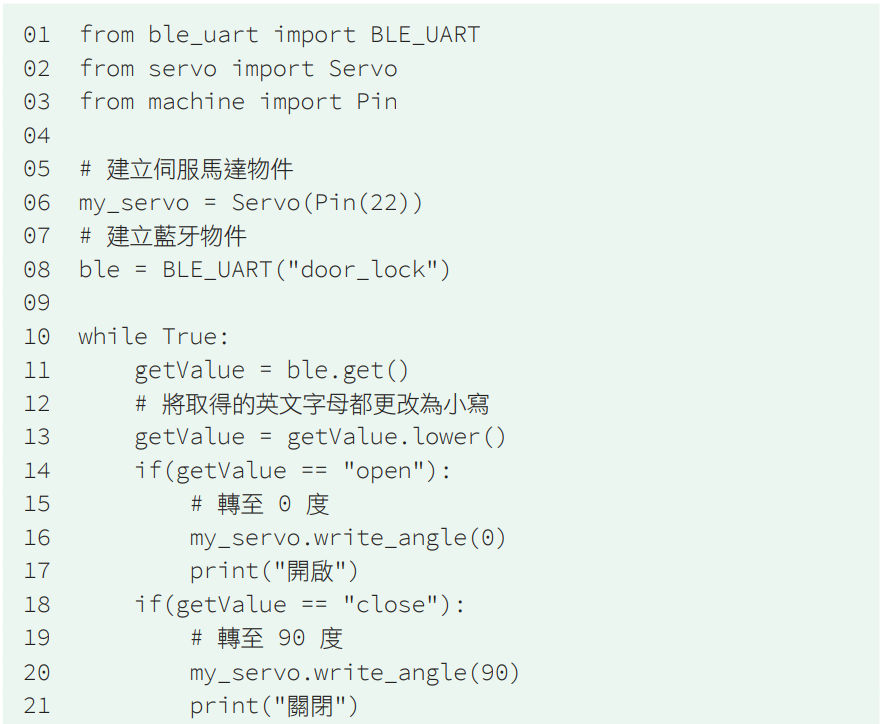 01 from ble_uart import BLE_UART
02 from servo import Servo
03 from machine import Pin
04
05 # 建立伺服馬達物件
06 my_servo = Servo(Pin(22))
07 # 建立藍牙物件
08 ble = BLE_UART("door_lock")
09
10 while True:
11     getValue = ble.get()
12     # 將取得的英文字母都更改為小寫
13     getValue = getValue.lower()
14     if(getValue == "open"):
15         # 轉至 0 度
16         my_servo.write_angle(0)
17         print("開啟")
18     if(getValue == "close"):
19         # 轉至 90 度
20         my_servo.write_angle(90)
21         print("關閉")